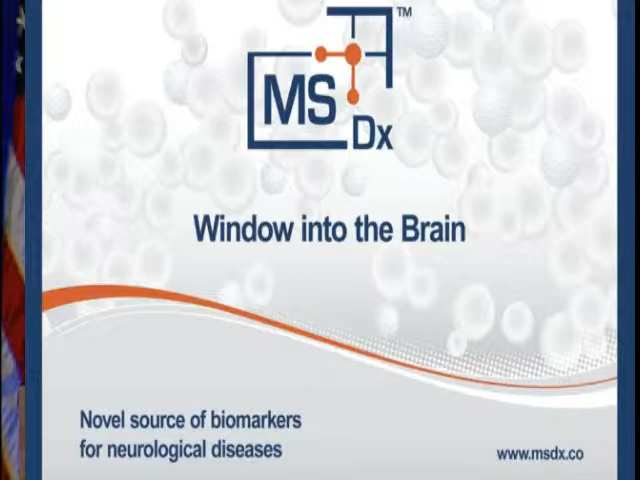 MS
Dx
™
Window into the Brain
Novel source of biomarkers
for neurological diseases
www.msdx.co